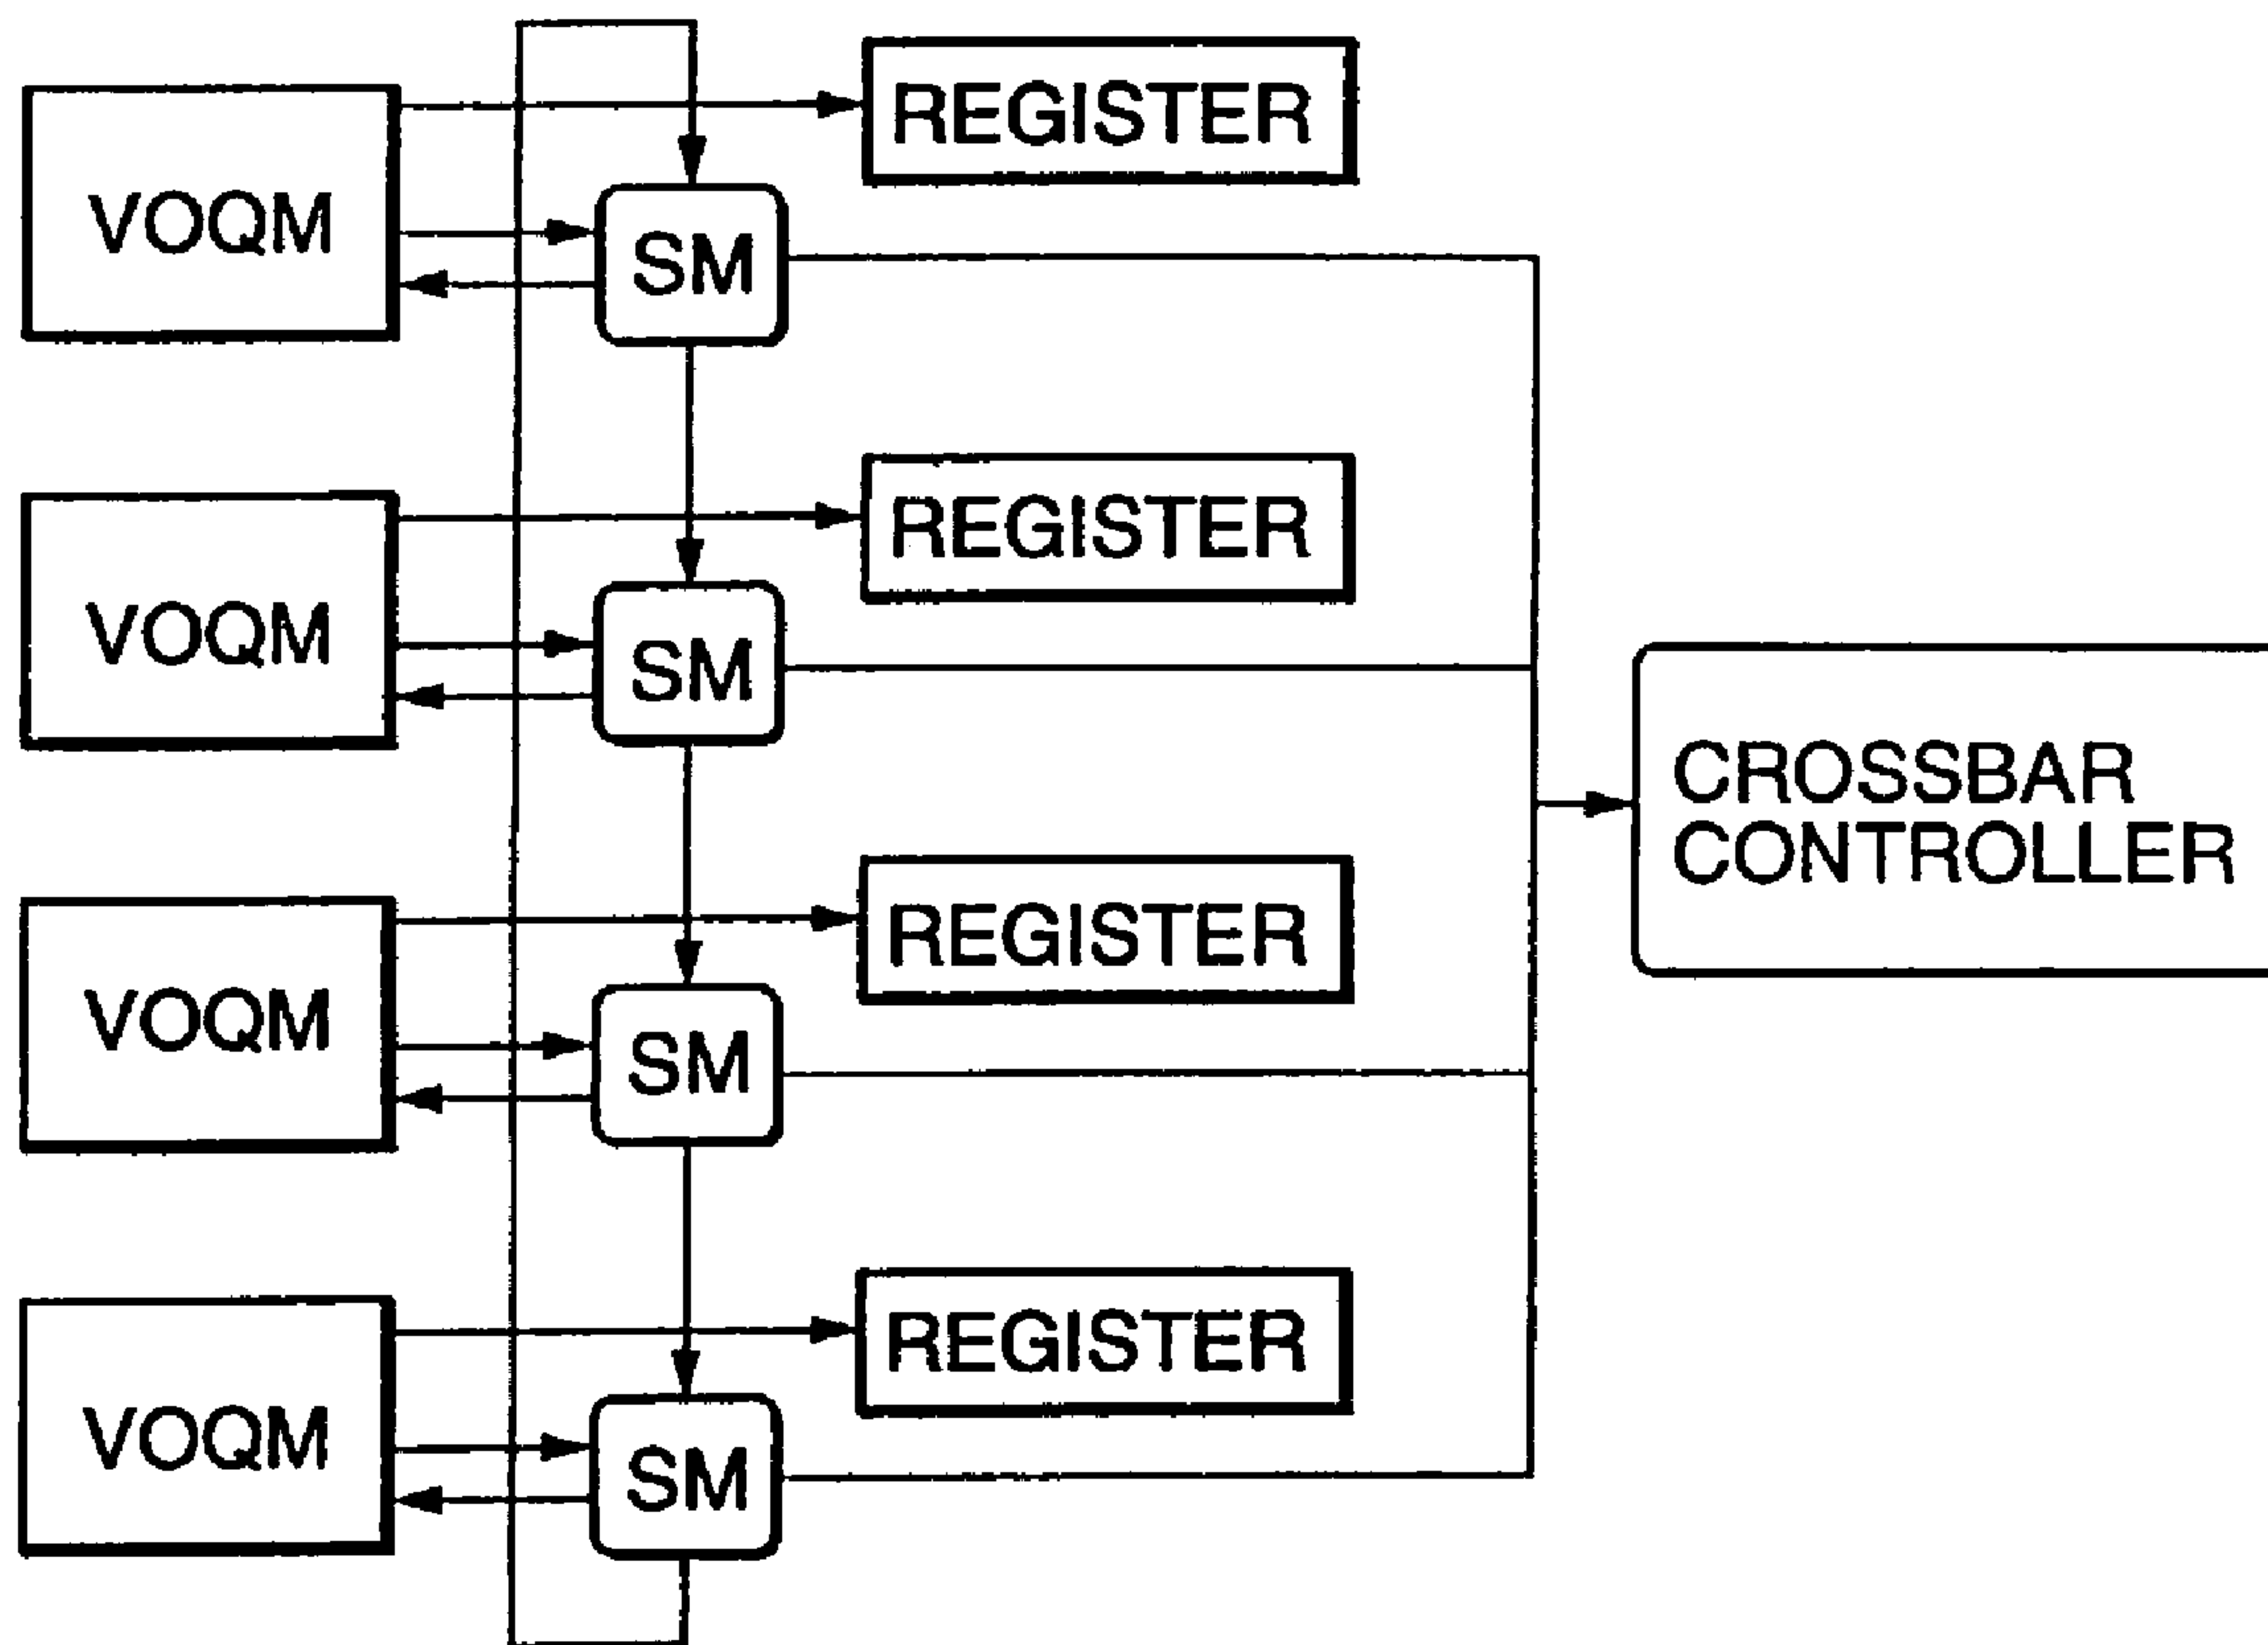 REGISTER
VOQM
SM
REGISTER
VOQM
SM
CROSSBAR
CONTROLLER
REGISTER
VOQM
SM
REGISTER
VOQM
SM